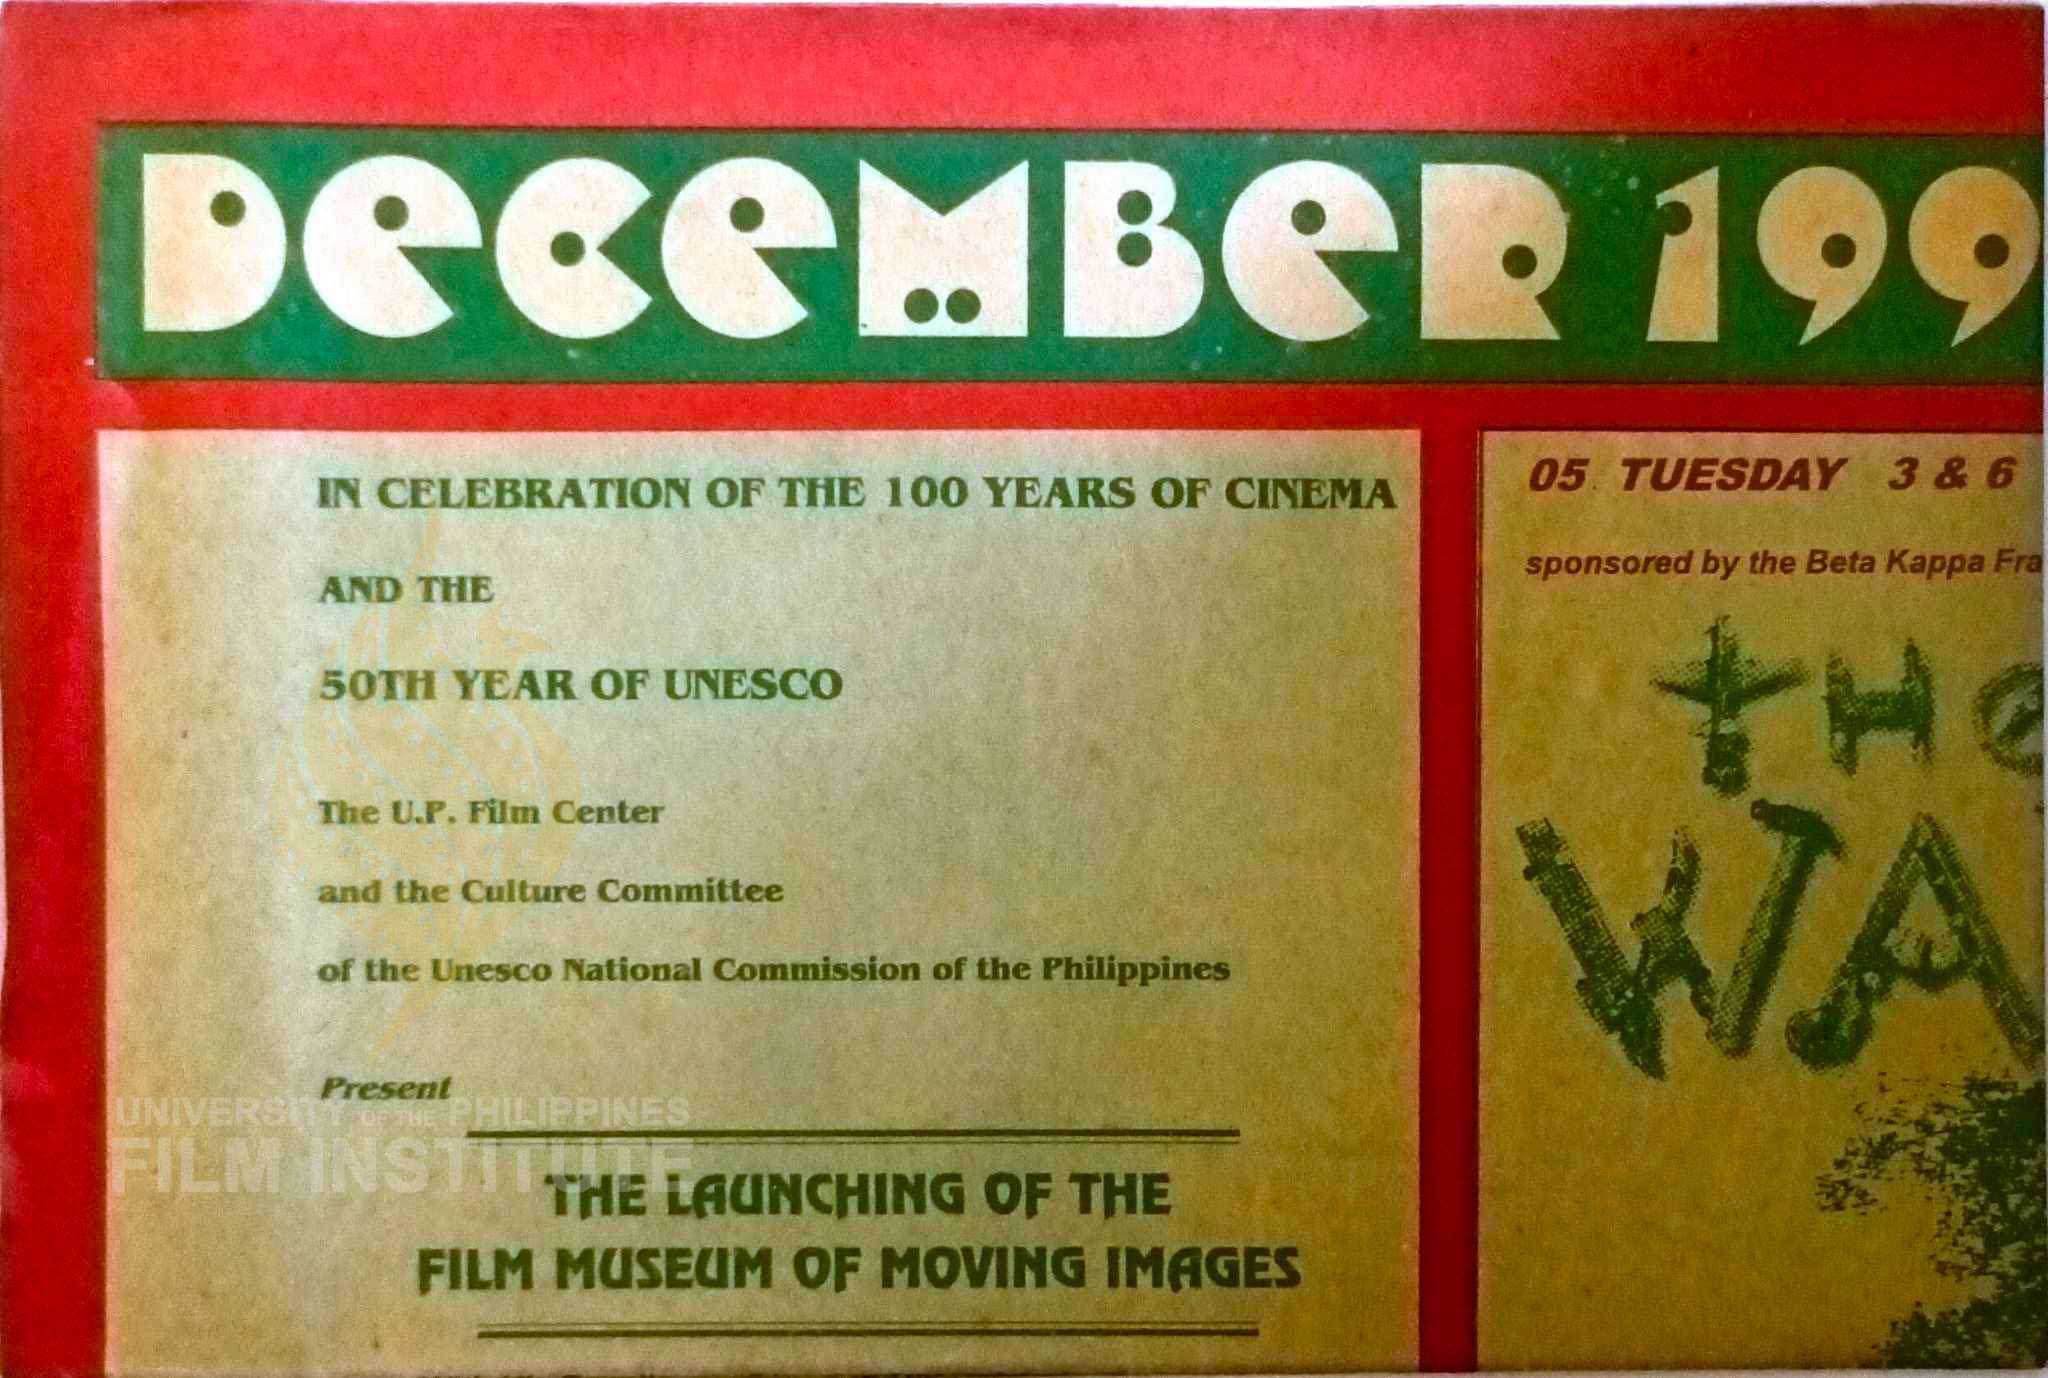 DECEMBER 199
IN CELEBRATION OF THE 100 YEARS OF CINEMA
AND THE
50TH YEAR OF UNESCO
The U.P. Film Center
and the Culture Committee
of the Unesco National Commission of the Philippines
Present
THE LAUNCHING OF THE
FILM MUSEUM OF MOVING IMAGES
05 TUESDAY 3 & 6
sponsored by the Beta Kappa Fra
THE
WA
UNIVERSITY OF THE PHILIPPINES
FILM INSTITUTE